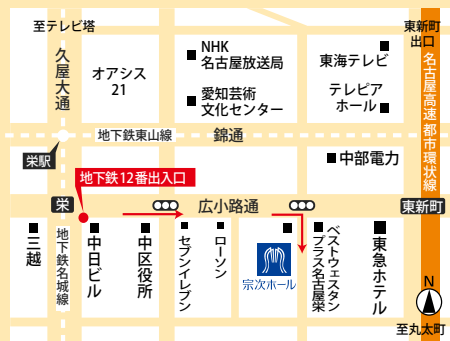 至テレビ塔
東新町
出口
久屋大通
オアシス
21
NHK
名古屋放送局
愛知芸術
文化センター
東海テレビ
テレピア
ホール
名古屋高速都市環状線
地下鉄東山線
錦通
栄駅
中部電力
地下鉄12番出入口
栄
広小路通
東新町
三越
地下鉄名城線
中日ビル
中区役所
セブンイレブン
ローソン
宗次ホール
ベストウェスタン
プラス名古屋栄
東急ホテル
N
至丸太町